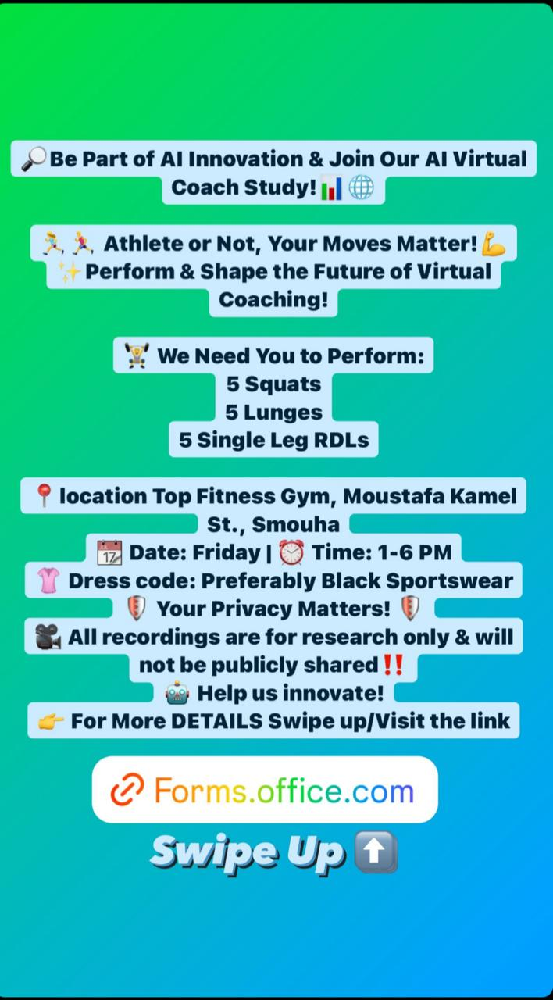 🔎Be Part of AI Innovation & Join Our AI Virtual
Coach Study!📊🌐
🏃‍♀️🏃‍♀️ Athlete or Not, Your Moves Matter!💪
✨Perform & Shape the Future of Virtual
Coaching!
🏋️ We Need You to Perform:
5 Squats
5 Lunges
5 Single Leg RDLs
📍location Top Fitness Gym, Moustafa Kamel
St., Smouha
📅 Date: Friday | ⏰ Time: 1-6 PM
👚 Dress code: Preferably Black Sportswear
🛡️ Your Privacy Matters! 🛡️
🎥 All recordings are for research only & will
not be publicly shared‼️
🤖 Help us innovate!
👉 For More DETAILS Swipe up/Visit the link
🔗 Forms.office.com
Swipe Up ⬆️